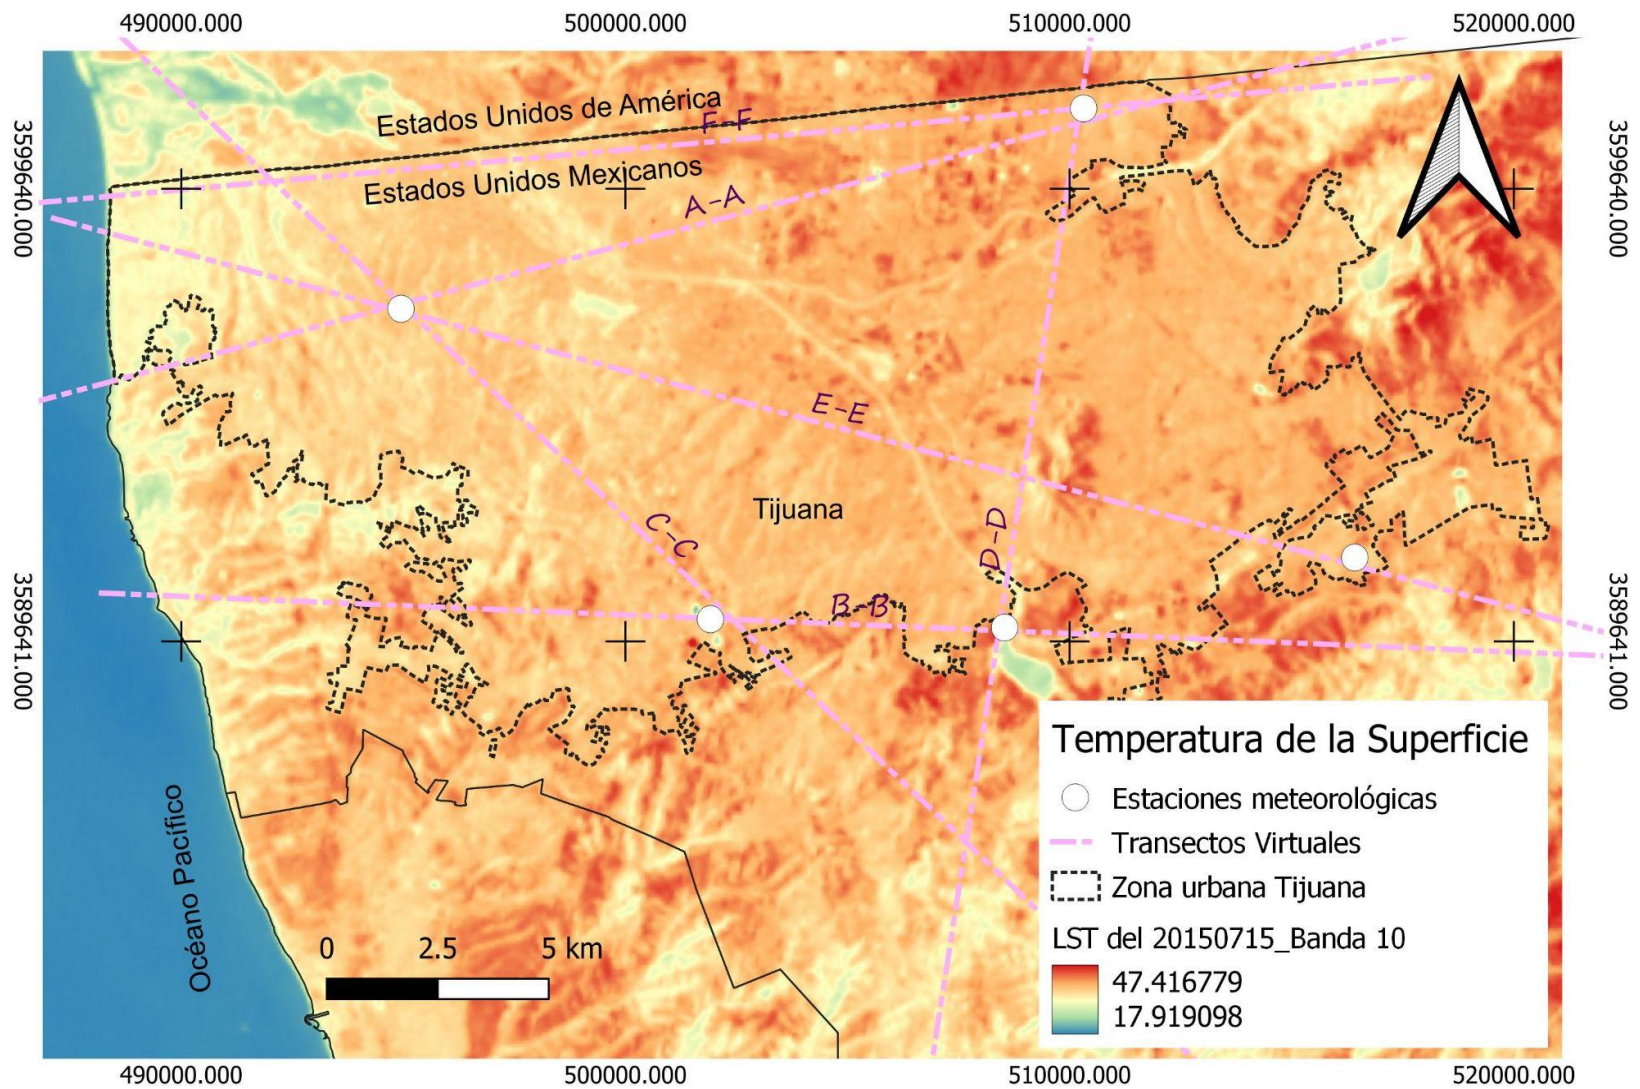 490000.000 500000.000 510000.000 520000.000
3599640.000
3599640.000
Estados Unidos de América
F-F
Estados Unidos Mexicanos
A-A
E-E
Tijuana
C-C
D-D
B-B
3589641.000
3589641.000
Océano Pacífico
0 2.5 5 km
Temperatura de la Superficie
Estaciones meteorológicas
Transectos Virtuales
Zona urbana Tijuana
LST del 20150715_Banda 10
47.416779
17.919098
490000.000 500000.000 510000.000 520000.000